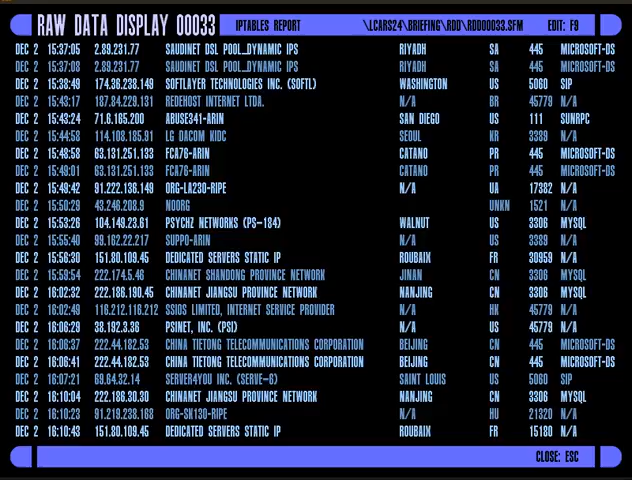 RAW DATA DISPLAY 00033 IPTABLES REPORT \LCARS24\BRIEFING\RDD\RDD00033.SFM EDIT: F9
DEC 2 15:37:05 2.89.231.77 SAUDINET DSL POOL_DYNAMIC IPS RIYADH SA 445 MICROSOFT-DS
DEC 2 15:37:08 2.89.231.77 SAUDINET DSL POOL_DYNAMIC IPS RIYADH SA 445 MICROSOFT-DS
DEC 2 15:38:49 174.36.238.149 SOFTLAYER TECHNOLOGIES INC. (SOFTL) WASHINGTON US 5060 SIP
DEC 2 15:43:17 187.84.229.131 REDEHOST INTERNET LTDA. N/A BR 45779 N/A
DEC 2 15:43:24 71.6.165.200 ABUSE341-ARIN SAN DIEGO US 111 SUNRPC
DEC 2 15:44:58 114.108.185.91 LG DACOM KIDC SEOUL KR 3389 N/A
DEC 2 15:48:58 63.131.251.133 FCA76-ARIN CATANO PR 445 MICROSOFT-DS
DEC 2 15:49:01 63.131.251.133 FCA76-ARIN CATANO PR 445 MICROSOFT-DS
DEC 2 15:49:42 91.222.136.149 ORG-LA230-RIPE N/A UA 17382 N/A
DEC 2 15:50:29 43.246.208.9 NOORG UNKN 1521 N/A
DEC 2 15:53:26 104.149.23.61 PSYCHZ NETWORKS (PS-184) WALNUT US 3306 MYSQL
DEC 2 15:55:40 99.162.22.217 SUPPO-ARIN N/A US 3389 N/A
DEC 2 15:56:30 151.80.109.45 DEDICATED SERVERS STATIC IP ROUBAIX FR 30959 N/A
DEC 2 15:59:54 222.174.5.46 CHINANET SHANDONG PROVINCE NETWORK JINAN CN 3306 MYSQL
DEC 2 16:02:32 222.186.190.45 CHINANET JIANGSU PROVINCE NETWORK NANJING CN 3306 MYSQL
DEC 2 16:02:49 116.212.116.212 SSIOS LIMITED, INTERNET SERVICE PROVIDER N/A HK 45779 N/A
DEC 2 16:06:29 38.192.3.36 PSINET, INC. (PSI) N/A US 45779 N/A
DEC 2 16:06:37 222.44.182.53 CHINA TIETONG TELECOMMUNICATIONS CORPORATION BEIJING CN 445 MICROSOFT-DS
DEC 2 16:06:41 222.44.182.53 CHINA TIETONG TELECOMMUNICATIONS CORPORATION BEIJING CN 445 MICROSOFT-DS
DEC 2 16:07:21 69.64.32.14 SERVER4YOU INC. (SERVE-6) SAINT LOUIS US 5060 SIP
DEC 2 16:10:04 222.186.30.30 CHINANET JIANGSU PROVINCE NETWORK NANJING CN 3306 MYSQL
DEC 2 16:10:23 91.219.238.168 ORG-SK130-RIPE N/A HU 21320 N/A
DEC 2 16:10:43 151.80.109.45 DEDICATED SERVERS STATIC IP ROUBAIX FR 15180 N/A
CLOSE: ESC